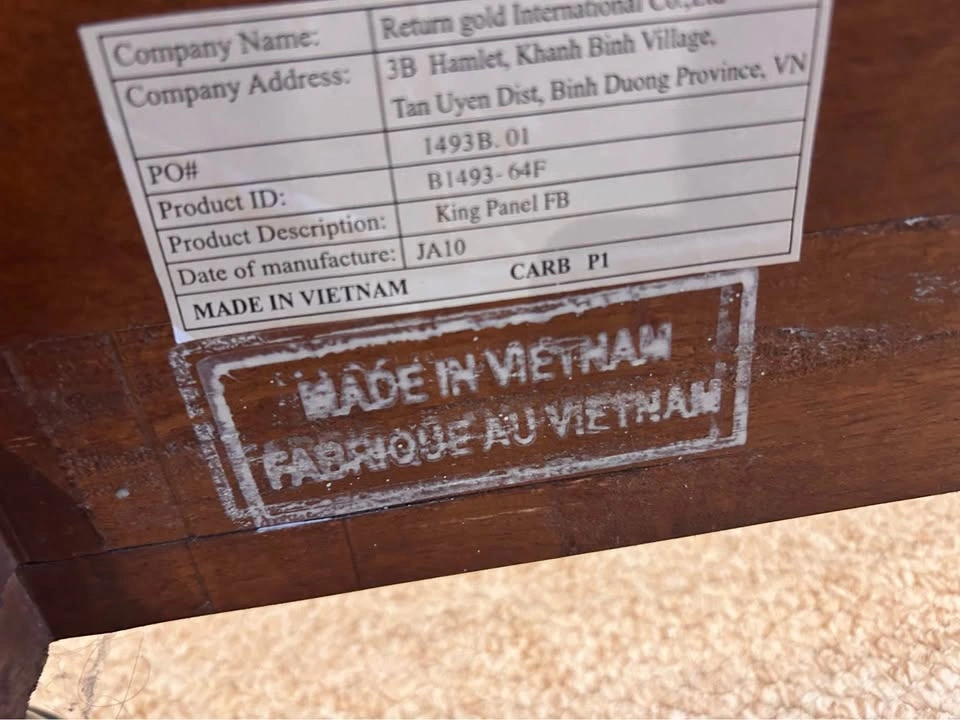 Company Name: Return gold International Co.,Ltd
Company Address: 3B Hamlet, Khanh Binh Village,
Tan Uyen Dist, Binh Duong Province, VN
PO# 1493B.01
Product ID: B1493-64F
Product Description: King Panel FB
Date of manufacture: JA10
MADE IN VIETNAM CARB P1
MADE IN VIETNAM
FABRIQUE AU VIETNAM